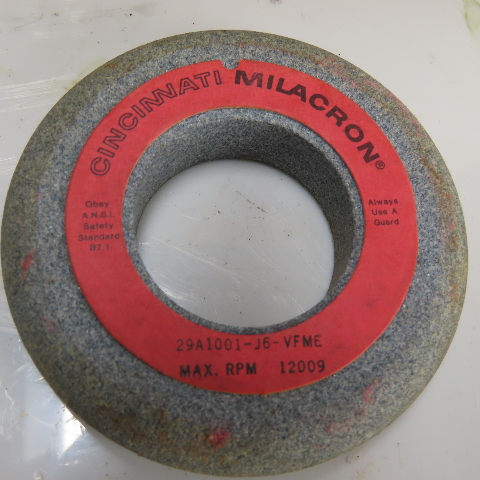 CINCINNATI MILACRON®
Obey
A.N.S.I.
Safety
Standard
B7.1
Always
Use A
Guard
29A1001-J6-VFME
MAX. RPM 12009